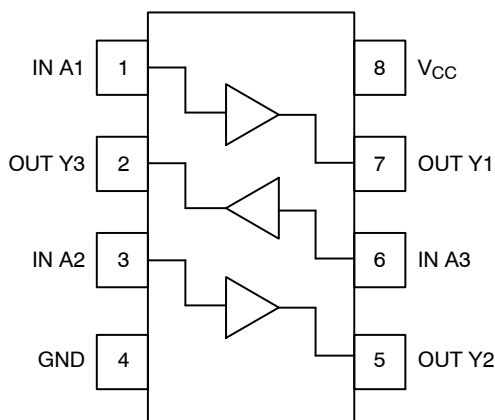 IN A1 1 8 VCC
OUT Y3 2 7 OUT Y1
IN A2 3 6 IN A3
GND 4 5 OUT Y2